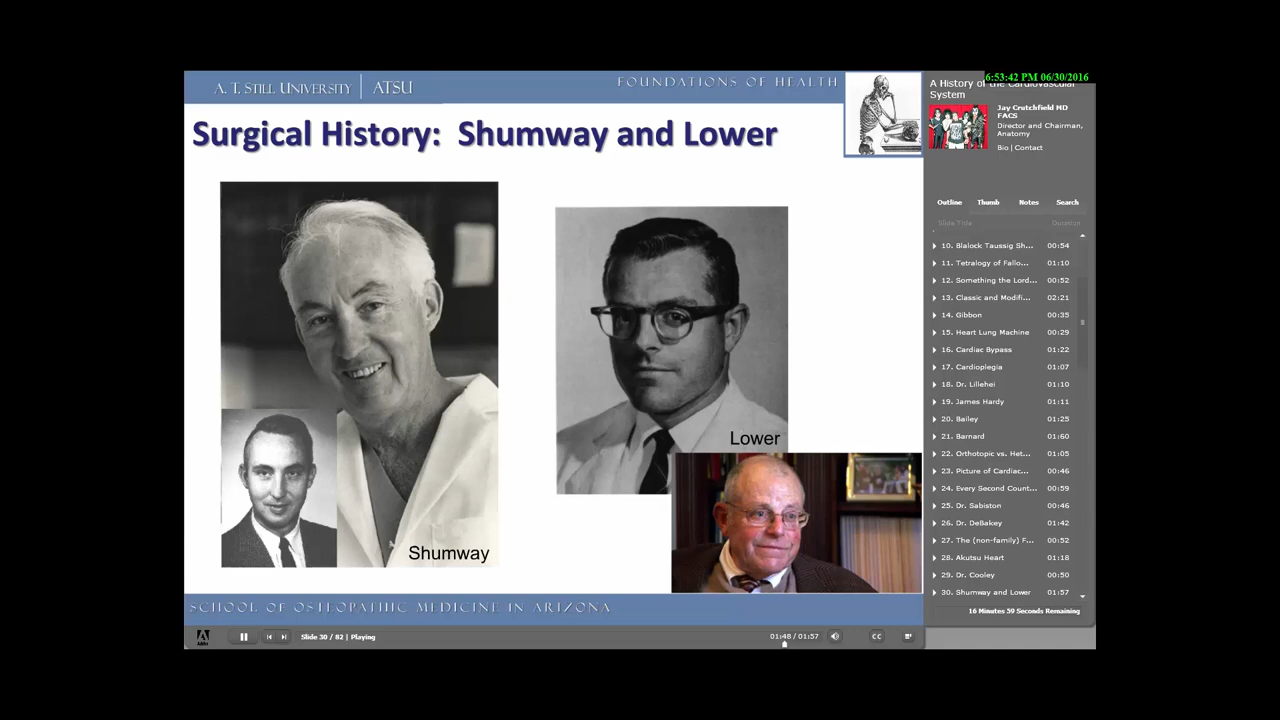 A. T. STILL UNIVERSITY | ATSU
FOUNDATIONS OF HEALTH
Surgical History: Shumway and Lower
Shumway
Lower
SCHOOL OF OSTEOPATHIC MEDICINE IN ARIZONA
Slide 30 / 82 | Playing
01:48 / 01:57
CC
6:53:42 PM 06/30/2016
A History of the Cardiovascular
System
Jay Crutchfield MD
FACS
Director and Chairman,
Anatomy
Bio | Contact
Outline Thumb Notes Search
Slide Title Duration
10. Blalock Taussig Sh... 00:54
11. Tetralogy of Fallo... 01:10
12. Something the Lord... 00:52
13. Classic and Modifi... 02:21
14. Gibbon 00:35
15. Heart Lung Machine 00:29
16. Cardiac Bypass 01:22
17. Cardioplegia 01:07
18. Dr. Lillehei 01:10
19. James Hardy 01:11
20. Bailey 01:25
21. Barnard 01:60
22. Orthotopic vs. Het... 01:05
23. Picture of Cardiac... 00:46
24. Every Second Count... 00:59
25. Dr. Sabiston 00:46
26. Dr. DeBakey 01:42
27. The (non-family) F... 00:52
28. Akutsu Heart 01:18
29. Dr. Cooley 00:50
30. Shumway and Lower 01:57
16 Minutes 59 Seconds Remaining